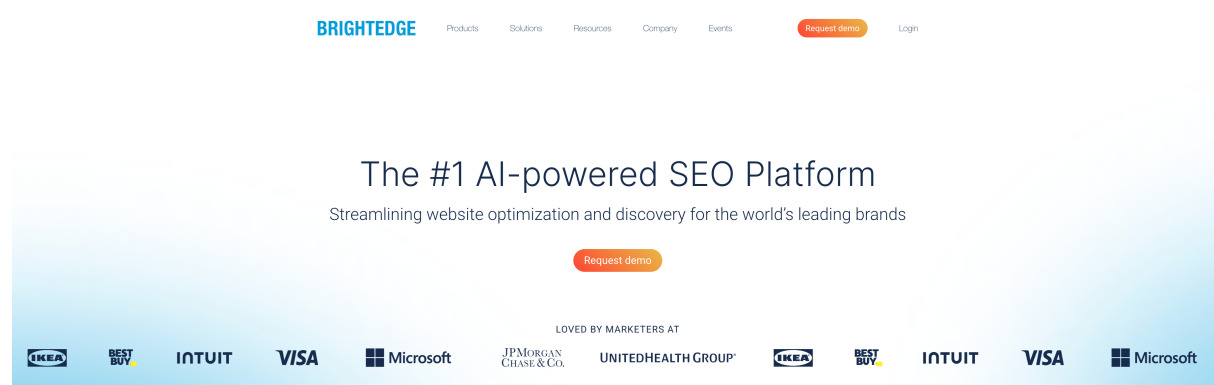 BRIGHTEDGE Products Solutions Resources Company Events Request demo Login
The #1 AI-powered SEO Platform
Streamlining website optimization and discovery for the world's leading brands
Request demo
LOVED BY MARKETERS AT
IKEA BEST BUY INTUIT VISA Microsoft JPMORGAN CHASE & CO. UNITEDHEALTH GROUP® IKEA BEST BUY INTUIT VISA Microsoft